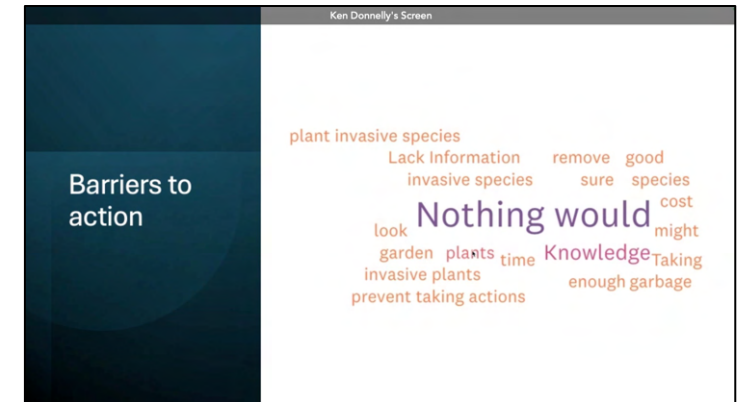 Ken Donnelly's Screen
Barriers to
action
plant invasive species
Lack Information remove good
invasive species sure species
Nothing would cost
look might
garden plants time Knowledge Taking
invasive plants enough garbage
prevent taking actions